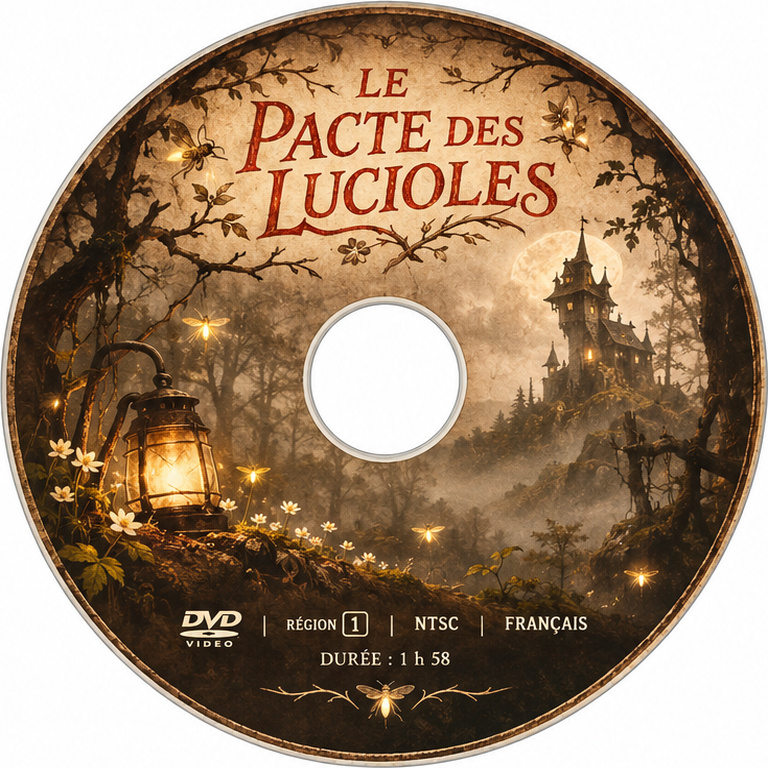 LE
PACTE DES
LUCIOLES
DVD VIDEO | RÉGION 1 | NTSC | FRANÇAIS
DURÉE : 1 h 58